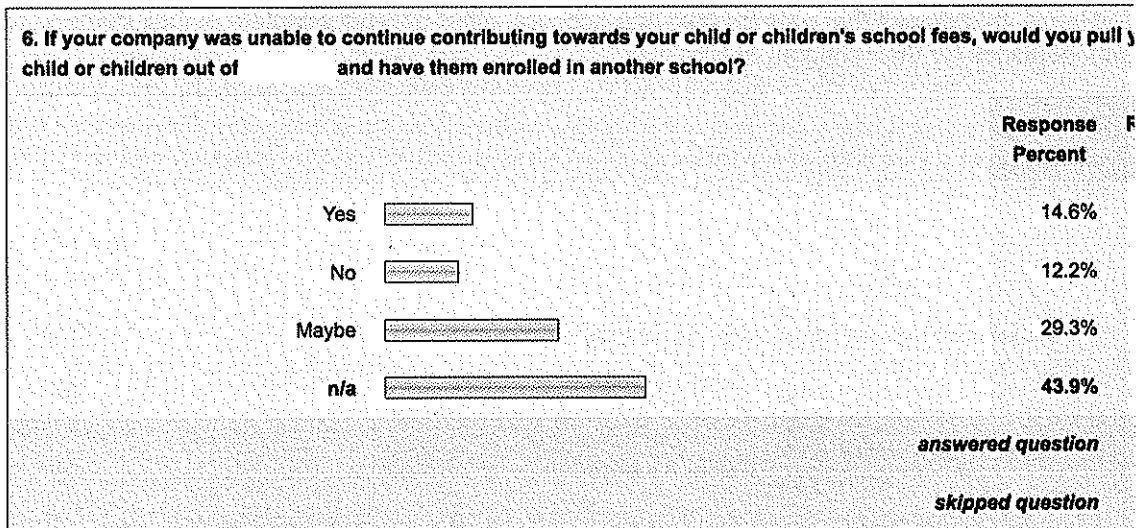 6. If your company was unable to continue contributing towards your child or children's school fees, would you pull y
child or children out of and have them enrolled in another school?
Response
Percent
Yes 14.6%
No 12.2%
Maybe 29.3%
n/a 43.9%
answered question
skipped question